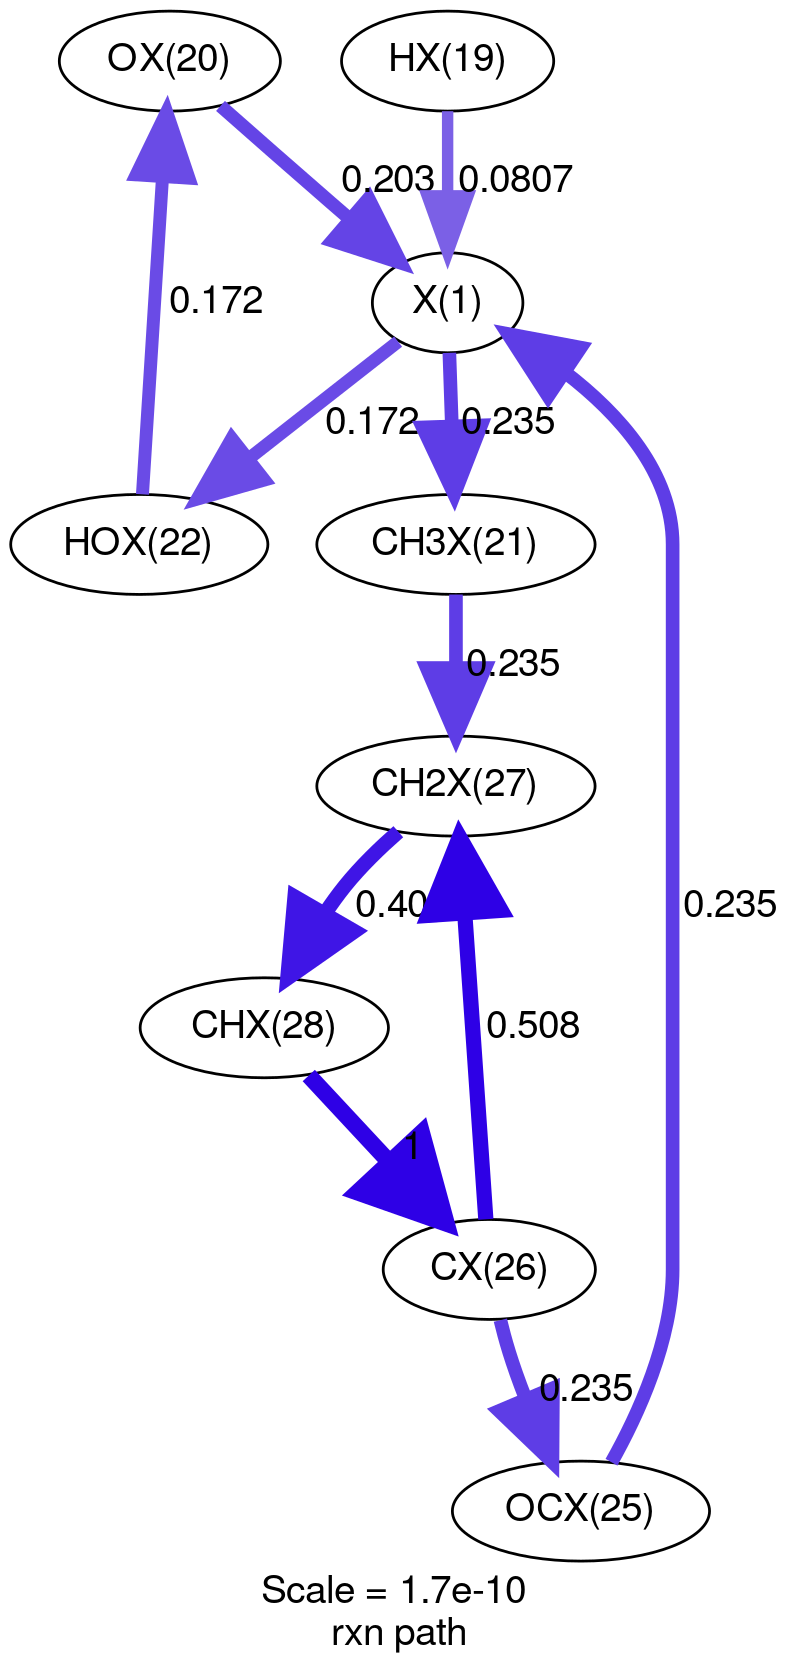 OX(20)
HX(19)
0.203
0.0807
X(1)
0.172
0.172
0.235
HOX(22)
CH3X(21)
0.235
CH2X(27)
0.40
0.235
CHX(28)
0.508
1
CX(26)
0.235
OCX(25)
Scale = 1.7e-10
rxn path